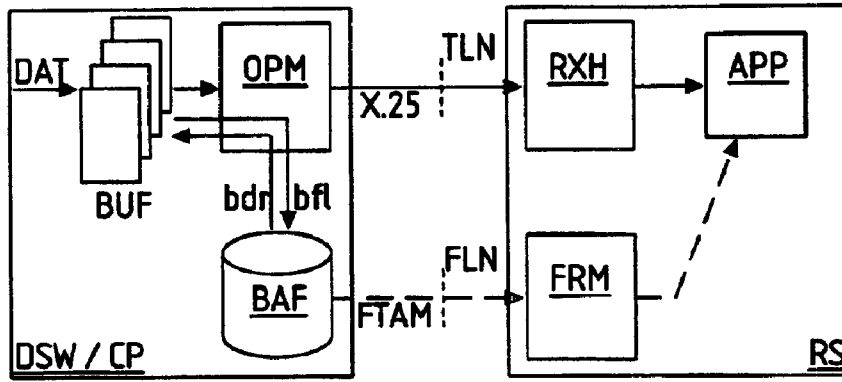 DAT
OPM
TLN
RXH
APP
X.25
BUF
bdr
bfl
BAF
FTAM
FLN
FRM
DSW / CP
RS